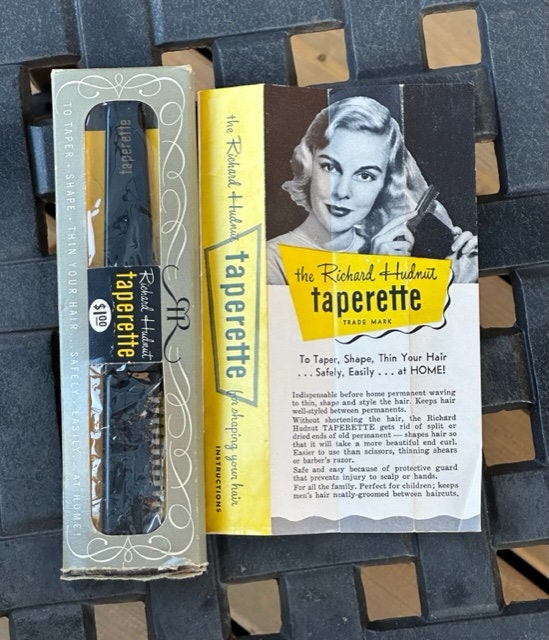 TO TAPER • SHAPE • THIN YOUR HAIR ... SAFELY ... EASILY ... AT HOME!
taperette
Richard Hudnut
taperette
$1.00
RH
the Richard Hudnut
taperette
for shaping your hair
INSTRUCTIONS
the Richard Hudnut
taperette
TRADE MARK
To Taper, Shape, Thin Your Hair
... Safely, Easily ... at HOME!
Indispensable before home permanent waving
to thin, shape and style the hair. Keeps hair
well-styled between permanents.
Without shortening the hair, the Richard
Hudnut TAPERETTE gets rid of split or
dried ends of old permanent — shapes hair so
that it will take a more beautiful end curl.
Easier to use than scissors, thinning shears
or barber's razor.
Safe and easy because of protective guard
that prevents injury to scalp or hands.
For all the family. Perfect for children; keeps
men's hair neatly-groomed between haircuts.